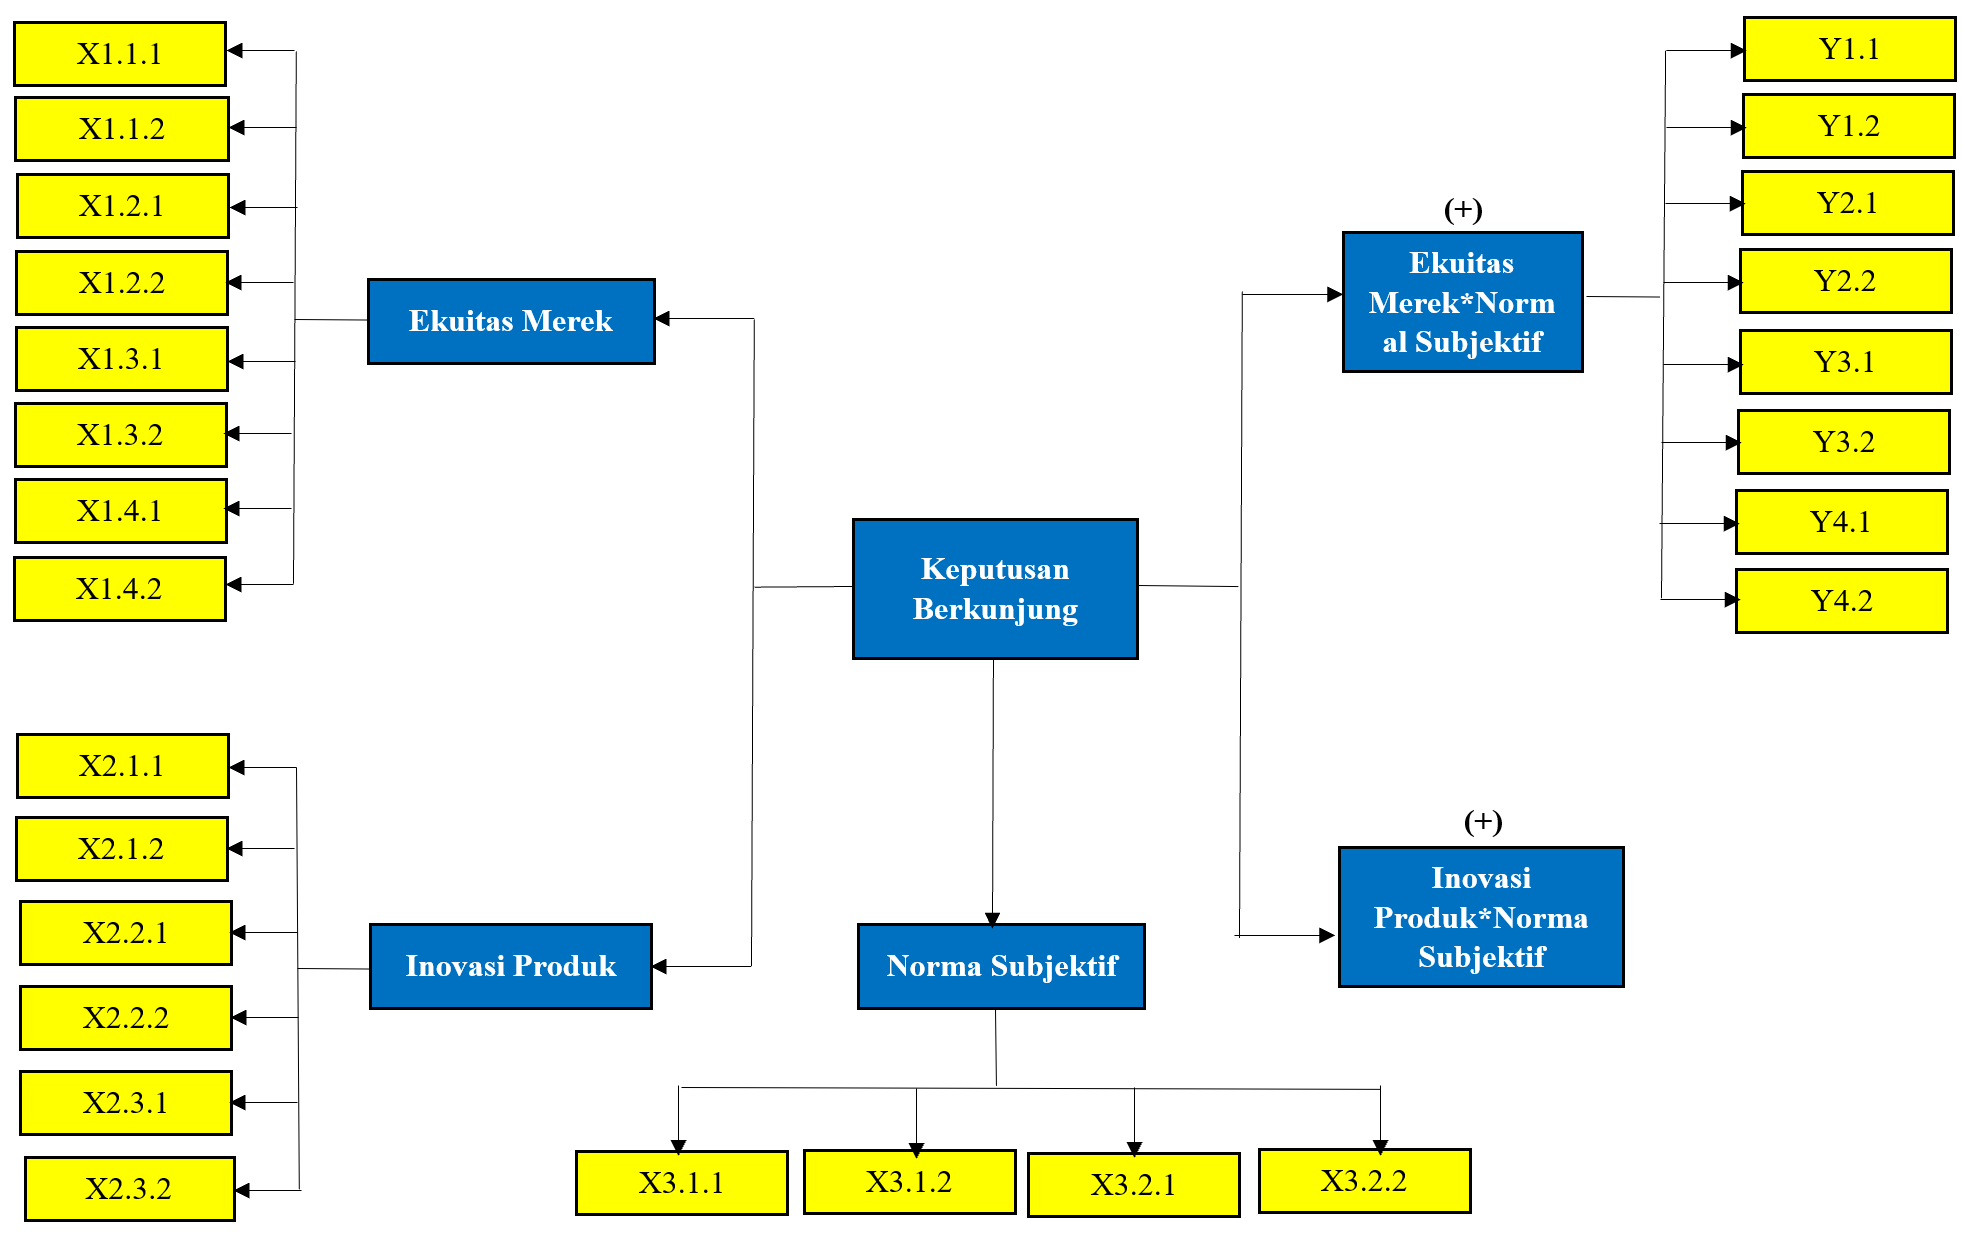 X1.1.1
X1.1.2
X1.2.1
X1.2.2
X1.3.1
X1.3.2
X1.4.1
X1.4.2
Ekuitas Merek
X2.1.1
X2.1.2
X2.2.1
X2.2.2
X2.3.1
X2.3.2
Inovasi Produk
Keputusan
Berkunjung
Norma Subjektif
X3.1.1
X3.1.2
X3.2.1
X3.2.2
(+)
Ekuitas
Merek*Norm
al Subjektif
(+)
Inovasi
Produk*Norma
Subjektif
Y1.1
Y1.2
Y2.1
Y2.2
Y3.1
Y3.2
Y4.1
Y4.2